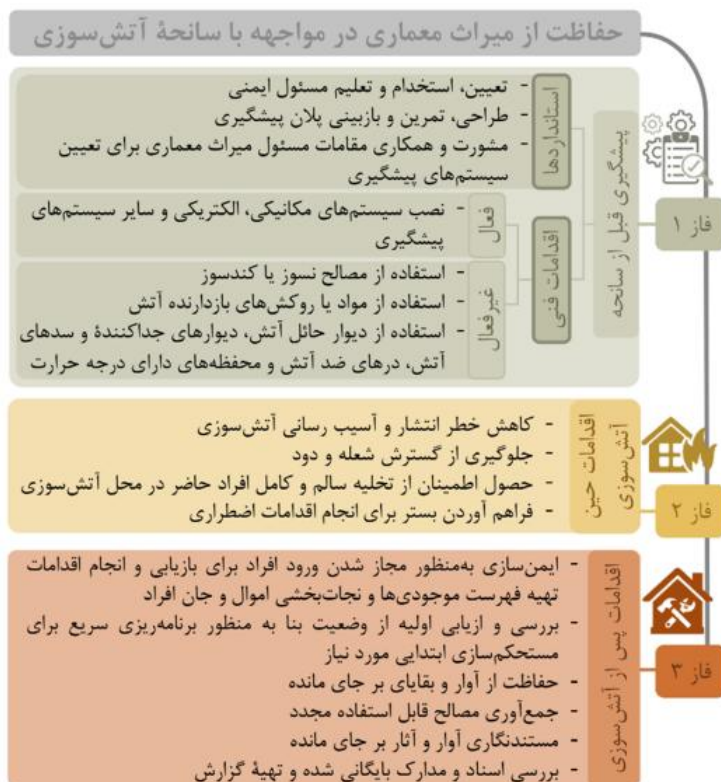 حفاظت از میراث معماری در مواجهه با سانحهٔ آتش‌سوزی
فاز ۱
پیشگیری قبل از سانحه
استانداردها
- تعیین، استخدام و تعلیم مسئول ایمنی
- طراحی، تمرین و بازبینی پلان پیشگیری
- مشورت و همکاری مقامات مسئول میراث معماری برای تعیین
سیستم‌های پیشگیری
اقدامات فنی
فعال
- نصب سیستم‌های مکانیکی، الکتریکی و سایر سیستم‌های
پیشگیری
غیرفعال
- استفاده از مصالح نسوز یا کندسوز
- استفاده از مواد یا روکش‌های بازدارنده آتش
- استفاده از دیوار حائل آتش، دیوارهای جداکنندهٔ و سدهای
آتش، درهای ضد آتش و محفظه‌های دارای درجه حرارت
فاز ۲
اقدامات حین
آتش‌سوزی
- کاهش خطر انتشار و آسیب رسانی آتش‌سوزی
- جلوگیری از گسترش شعله و دود
- حصول اطمینان از تخلیه سالم و کامل افراد حاضر در محل آتش‌سوزی
- فراهم آوردن بستر برای انجام اقدامات اضطراری
فاز ۳
اقدامات پس از آتش‌سوزی
- ایمن‌سازی به‌منظور مجاز شدن ورود افراد برای بازیابی و انجام اقدامات
تهیه فهرست موجودی‌ها و نجات‌بخشی اموال و جان افراد
- بررسی و ازیابی اولیه از وضعیت بنا به منظور برنامه‌ریزی سریع برای
مستحکم‌سازی ابتدایی مورد نیاز
- حفاظت از آوار و بقایای بر جای مانده
- جمع‌آوری مصالح قابل استفاده مجدد
- مستندنگاری آوار و آثار بر جای مانده
- بررسی اسناد و مدارک بایگانی شده و تهیهٔ گزارش